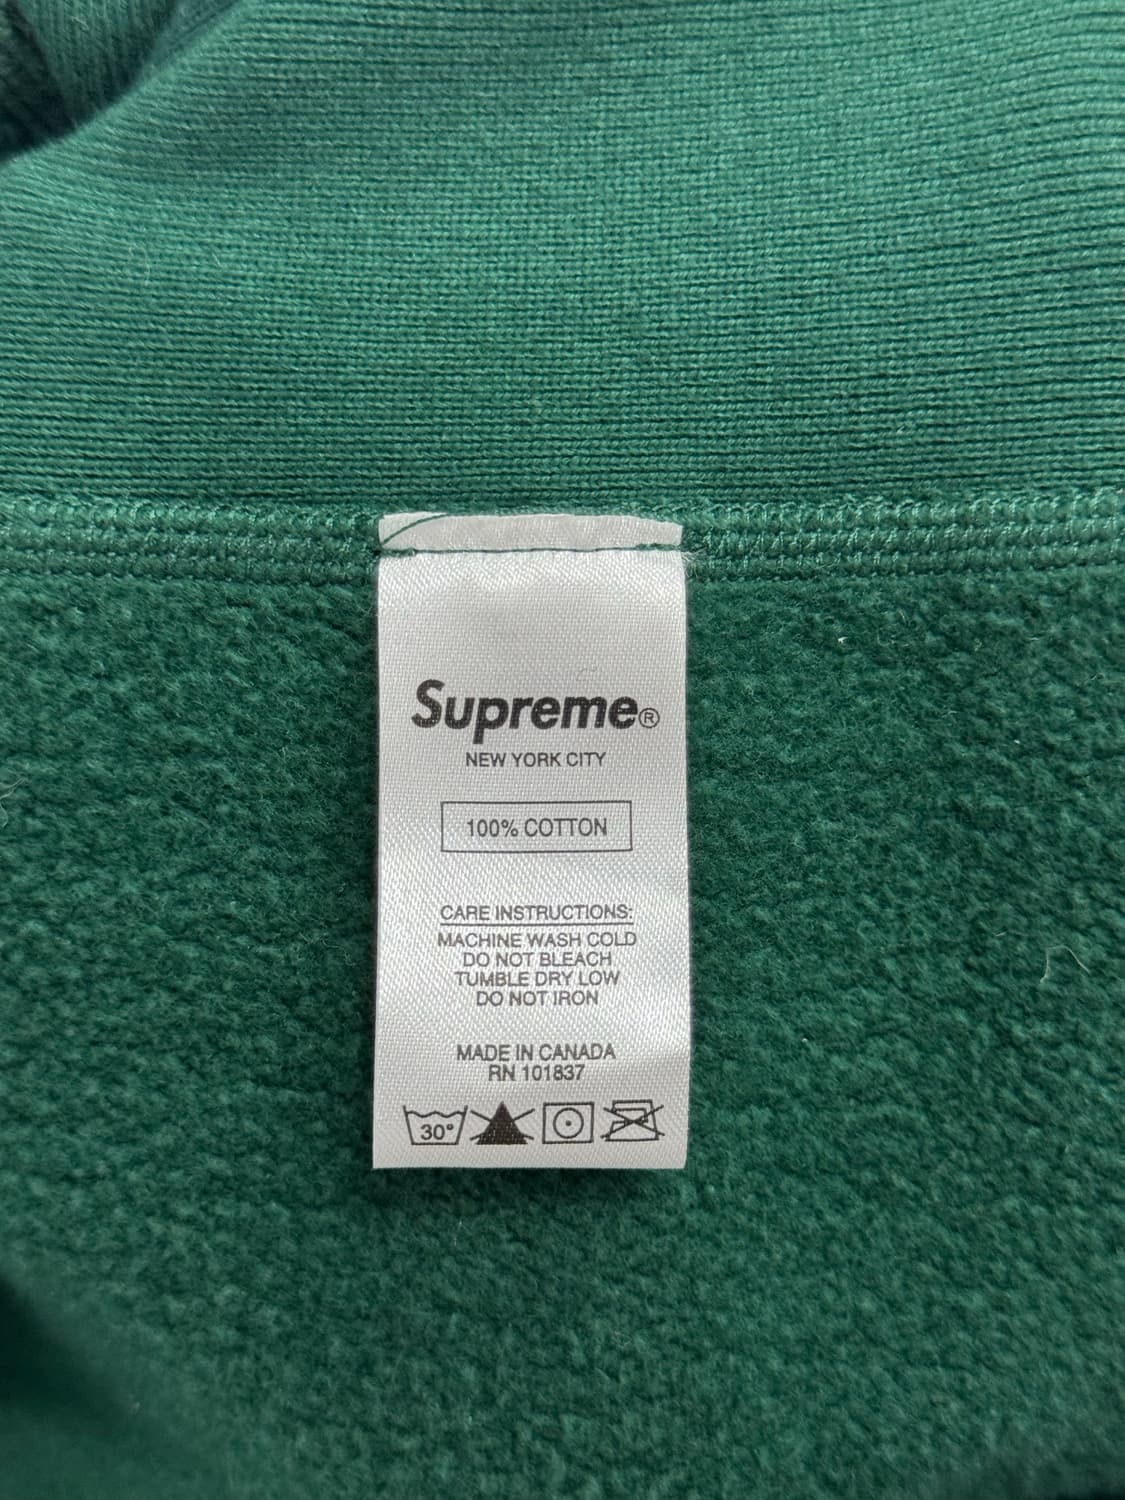 Supreme®
NEW YORK CITY
100% COTTON
CARE INSTRUCTIONS:
MACHINE WASH COLD
DO NOT BLEACH
TUMBLE DRY LOW
DO NOT IRON
MADE IN CANADA
RN 101837
30°